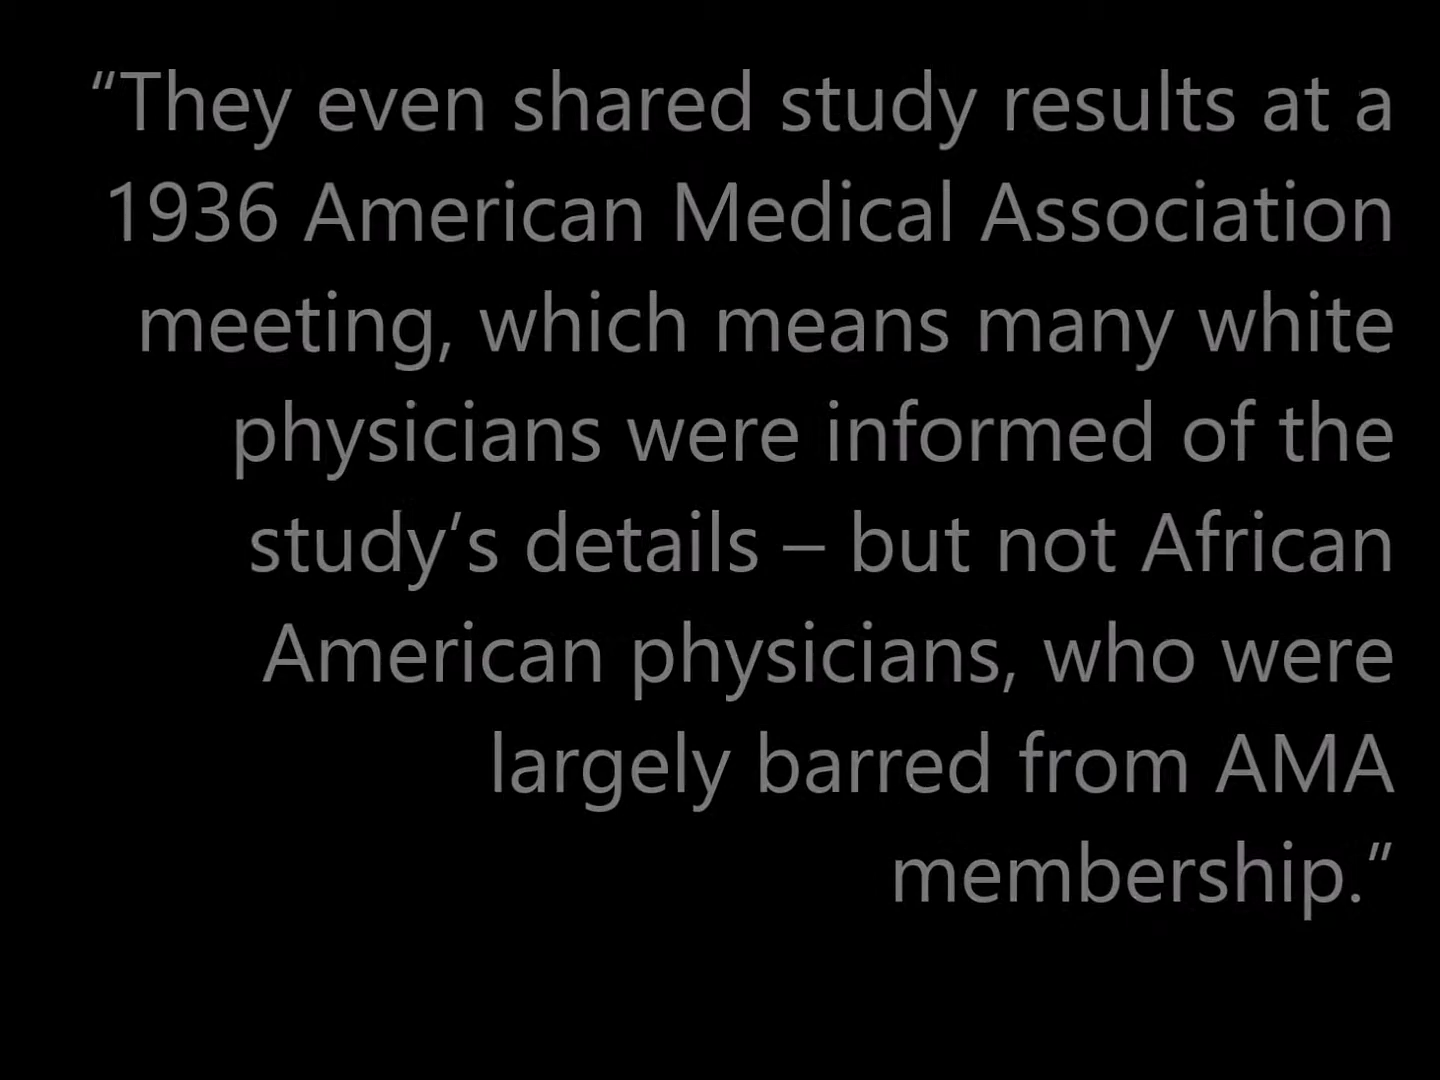 “They even shared study results at a
1936 American Medical Association
meeting, which means many white
physicians were informed of the
study’s details – but not African
American physicians, who were
largely barred from AMA
membership.”